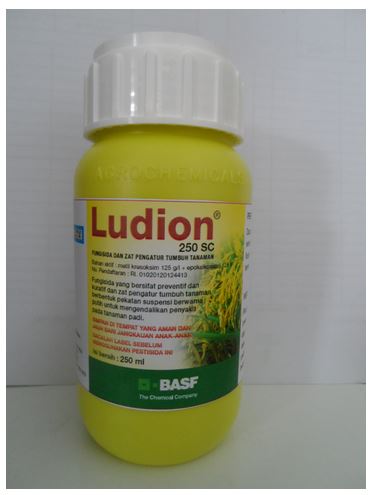 AGROCHEMICALS
Ludion®
250 SC
FUNGISIDA DAN ZAT PENGATUR TUMBUH TANAMAN
Bahan aktif : metil kresoksim 125 g/l + epoksikonazol
No. Pendaftaran : RI. 01020120124413
Fungisida yang bersifat preventif dan
kuratif dan zat pengatur tumbuh tanaman
berbentuk pekatan suspensi berwarna
putih untuk mengendalikan penyakit
pada tanaman padi.
SIMPAN DI TEMPAT YANG AMAN DAN
JAUH DARI JANGKAUAN ANAK-ANAK
BACALAH LABEL SEBELUM
MENGGUNAKAN PESTISIDA INI
Isi bersih : 250 ml
BASF
The Chemical Company